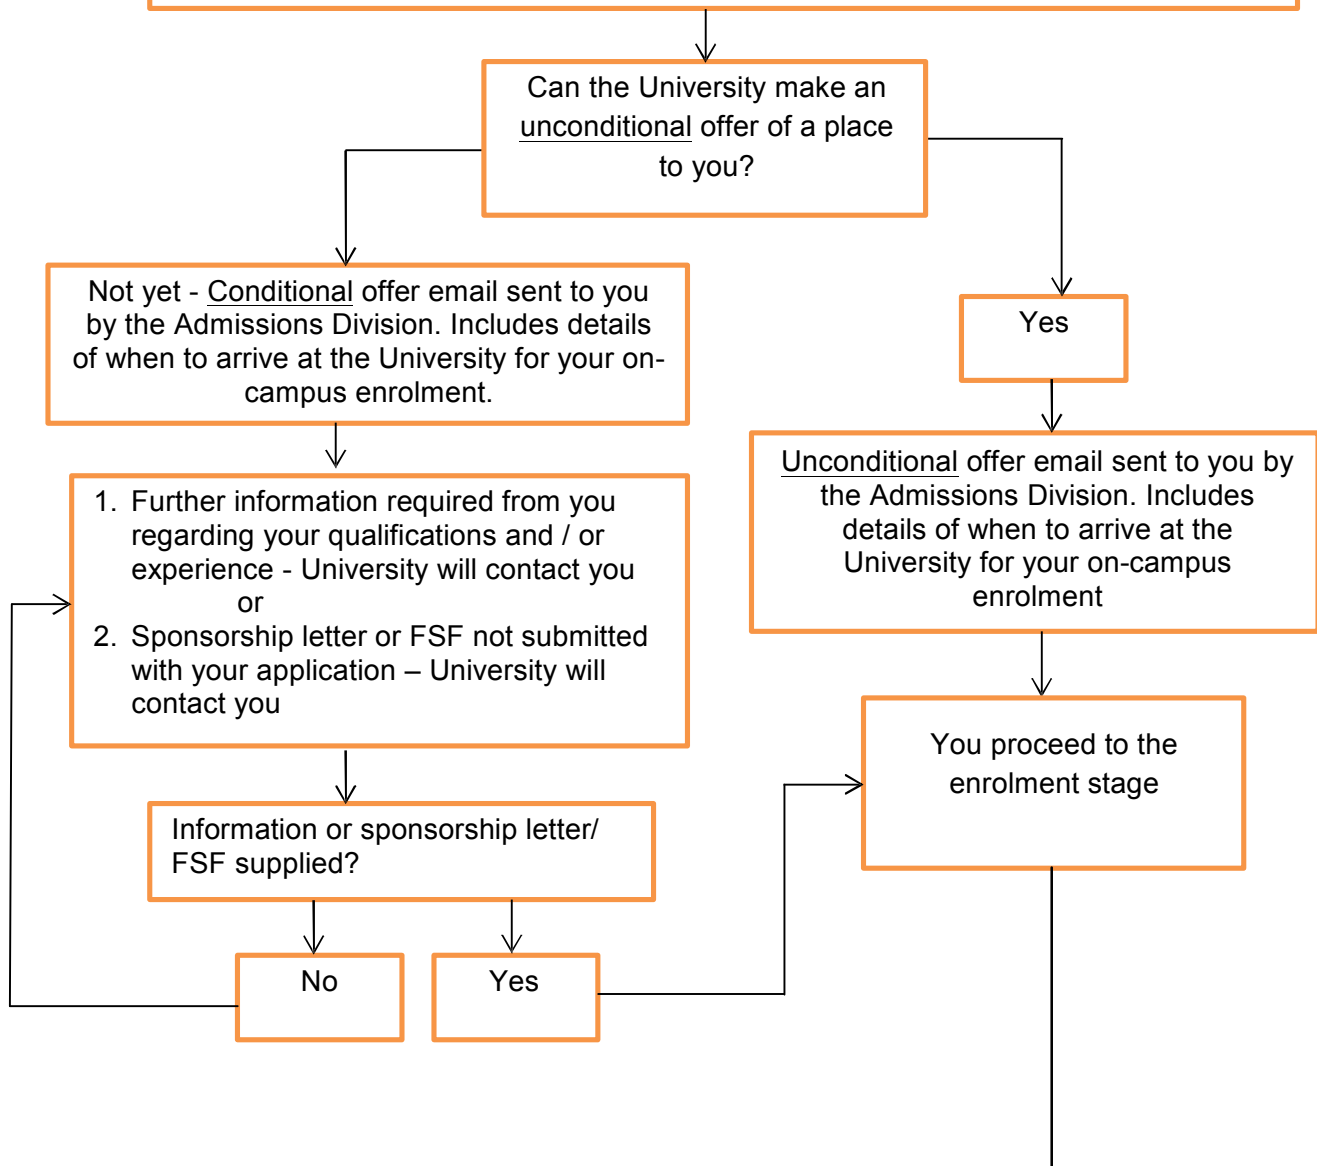 Can the University make an
unconditional offer of a place
to you?
Not yet - Conditional offer email sent to you
by the Admissions Division. Includes details
of when to arrive at the University for your on-
campus enrolment.
Yes
Unconditional offer email sent to you by
the Admissions Division. Includes
details of when to arrive at the
University for your on-campus
enrolment
1. Further information required from you
regarding your qualifications and / or
experience - University will contact you
or
2. Sponsorship letter or FSF not submitted
with your application – University will
contact you
You proceed to the
enrolment stage
Information or sponsorship letter/
FSF supplied?
No
Yes